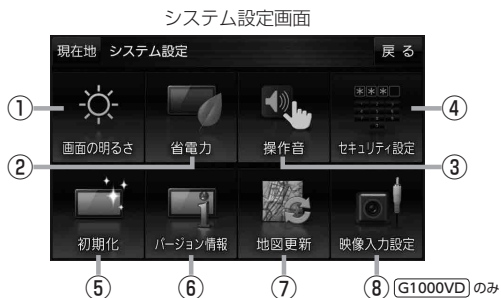 システム設定画面
現在地 システム設定 戻る
***
① ④
画面の明るさ 省電力 操作音 セキュリティ設定
② ③
初期化 バージョン情報 地図更新 映像入力設定
⑤ ⑥ ⑦ ⑧ G1000VD のみ